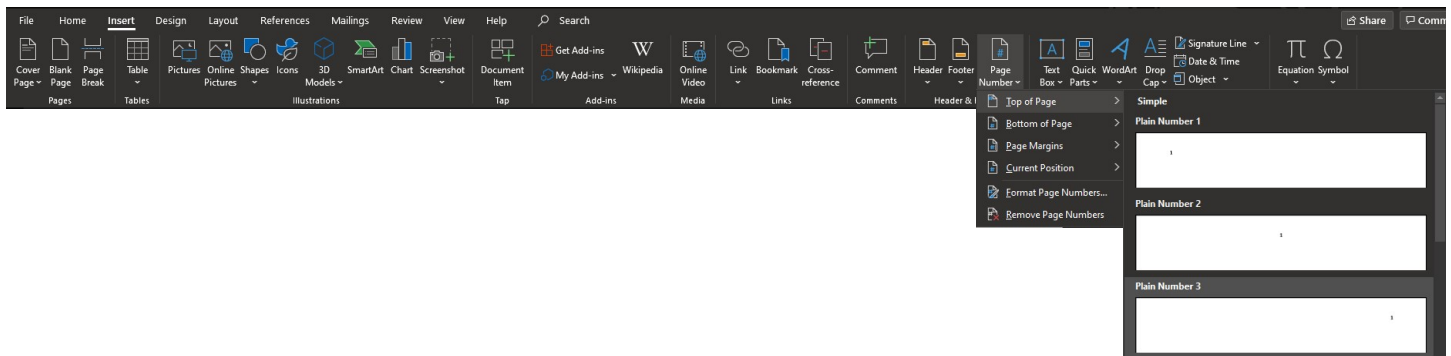 File Home Insert Design Layout References Mailings Review View Help Search Share Comm
Cover Page Blank Page Page Break Table Pictures Online Pictures Shapes Icons 3D Models SmartArt Chart Screenshot Document Item Get Add-ins My Add-ins Wikipedia Online Video Link Bookmark Cross-reference Comment Header Footer Page Number Text Box Quick Parts WordArt Drop Cap Signature Line Date & Time Object Equation Symbol
Pages Tables Illustrations Tap Add-ins Media Links Comments Header &
Top of Page
Bottom of Page
Page Margins
Current Position
Format Page Numbers...
Remove Page Numbers
Simple
Plain Number 1
1
Plain Number 2
1
Plain Number 3
1